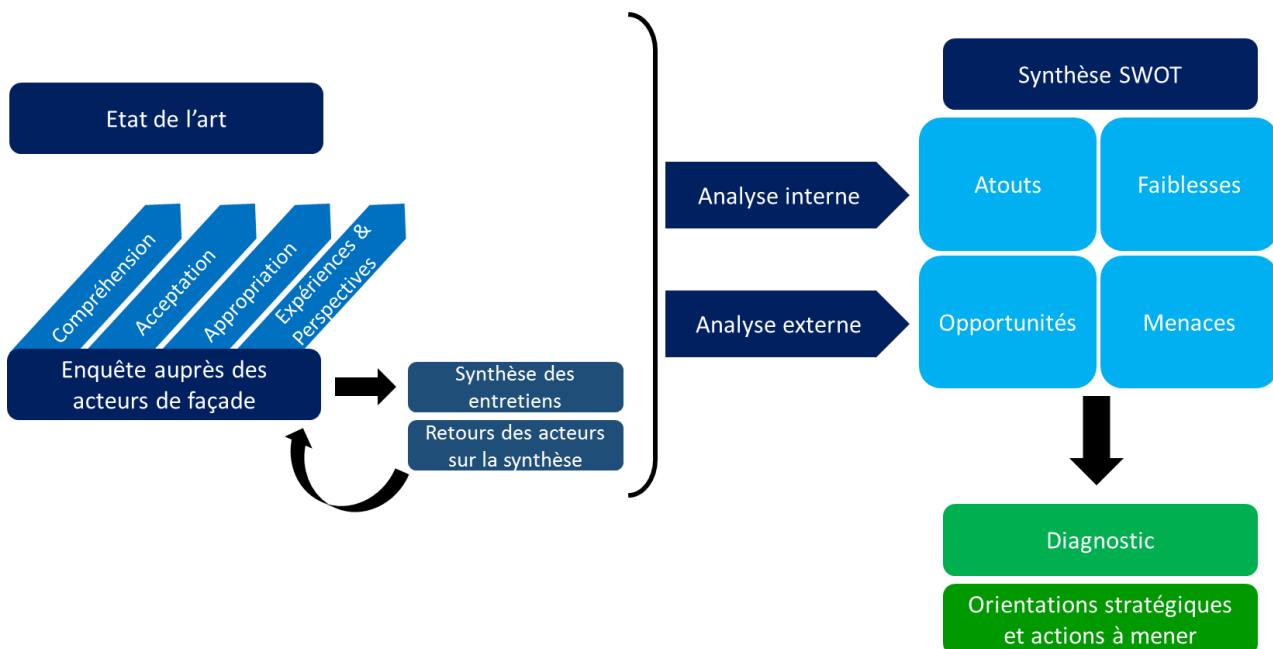 Etat de l’art
Compréhension
Acceptation
Appropriation
Expériences &
Perspectives
Enquête auprès des
acteurs de façade
Synthèse des
entretiens
Retours des acteurs
sur la synthèse
Analyse interne
Analyse externe
Synthèse SWOT
Atouts
Faiblesses
Opportunités
Menaces
Diagnostic
Orientations stratégiques
et actions à mener